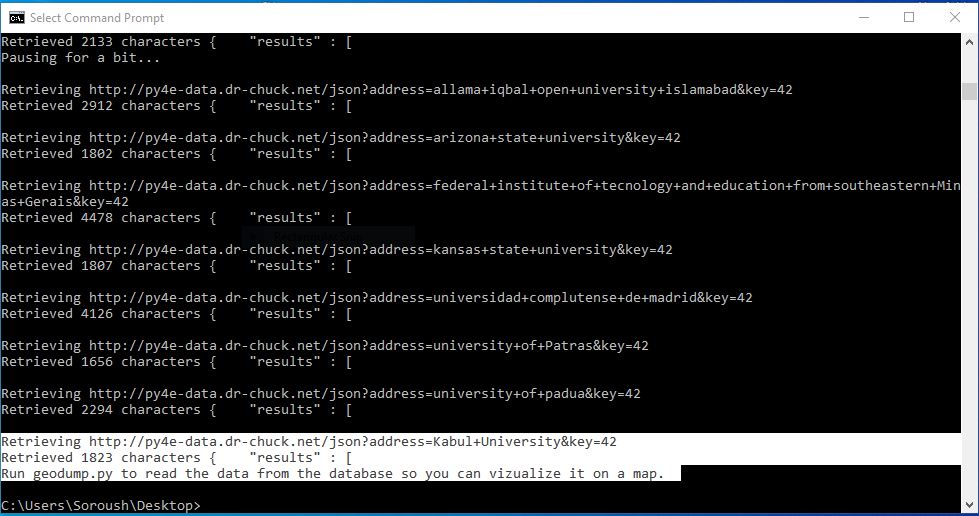 Select Command Prompt
Retrieved 2133 characters {    "results" : [
Pausing for a bit...
Retrieving http://py4e-data.dr-chuck.net/json?address=allama+iqbal+open+university+islamabad&key=42
Retrieved 2912 characters {    "results" : [
Retrieving http://py4e-data.dr-chuck.net/json?address=arizona+state+university&key=42
Retrieved 1802 characters {    "results" : [
Retrieving http://py4e-data.dr-chuck.net/json?address=federal+institute+of+tecnology+and+education+from+southeastern+Min
as+Gerais&key=42
Retrieved 4478 characters {    "results" : [
Retrieving http://py4e-data.dr-chuck.net/json?address=kansas+state+university&key=42
Retrieved 1807 characters {    "results" : [
Retrieving http://py4e-data.dr-chuck.net/json?address=universidad+complutense+de+madrid&key=42
Retrieved 4126 characters {    "results" : [
Retrieving http://py4e-data.dr-chuck.net/json?address=university+of+Patras&key=42
Retrieved 1656 characters {    "results" : [
Retrieving http://py4e-data.dr-chuck.net/json?address=university+of+padua&key=42
Retrieved 2294 characters {    "results" : [
Retrieving http://py4e-data.dr-chuck.net/json?address=Kabul+University&key=42
Retrieved 1823 characters {    "results" : [
Run geodump.py to read the data from the database so you can vizualize it on a map.
C:\Users\Soroush\Desktop>